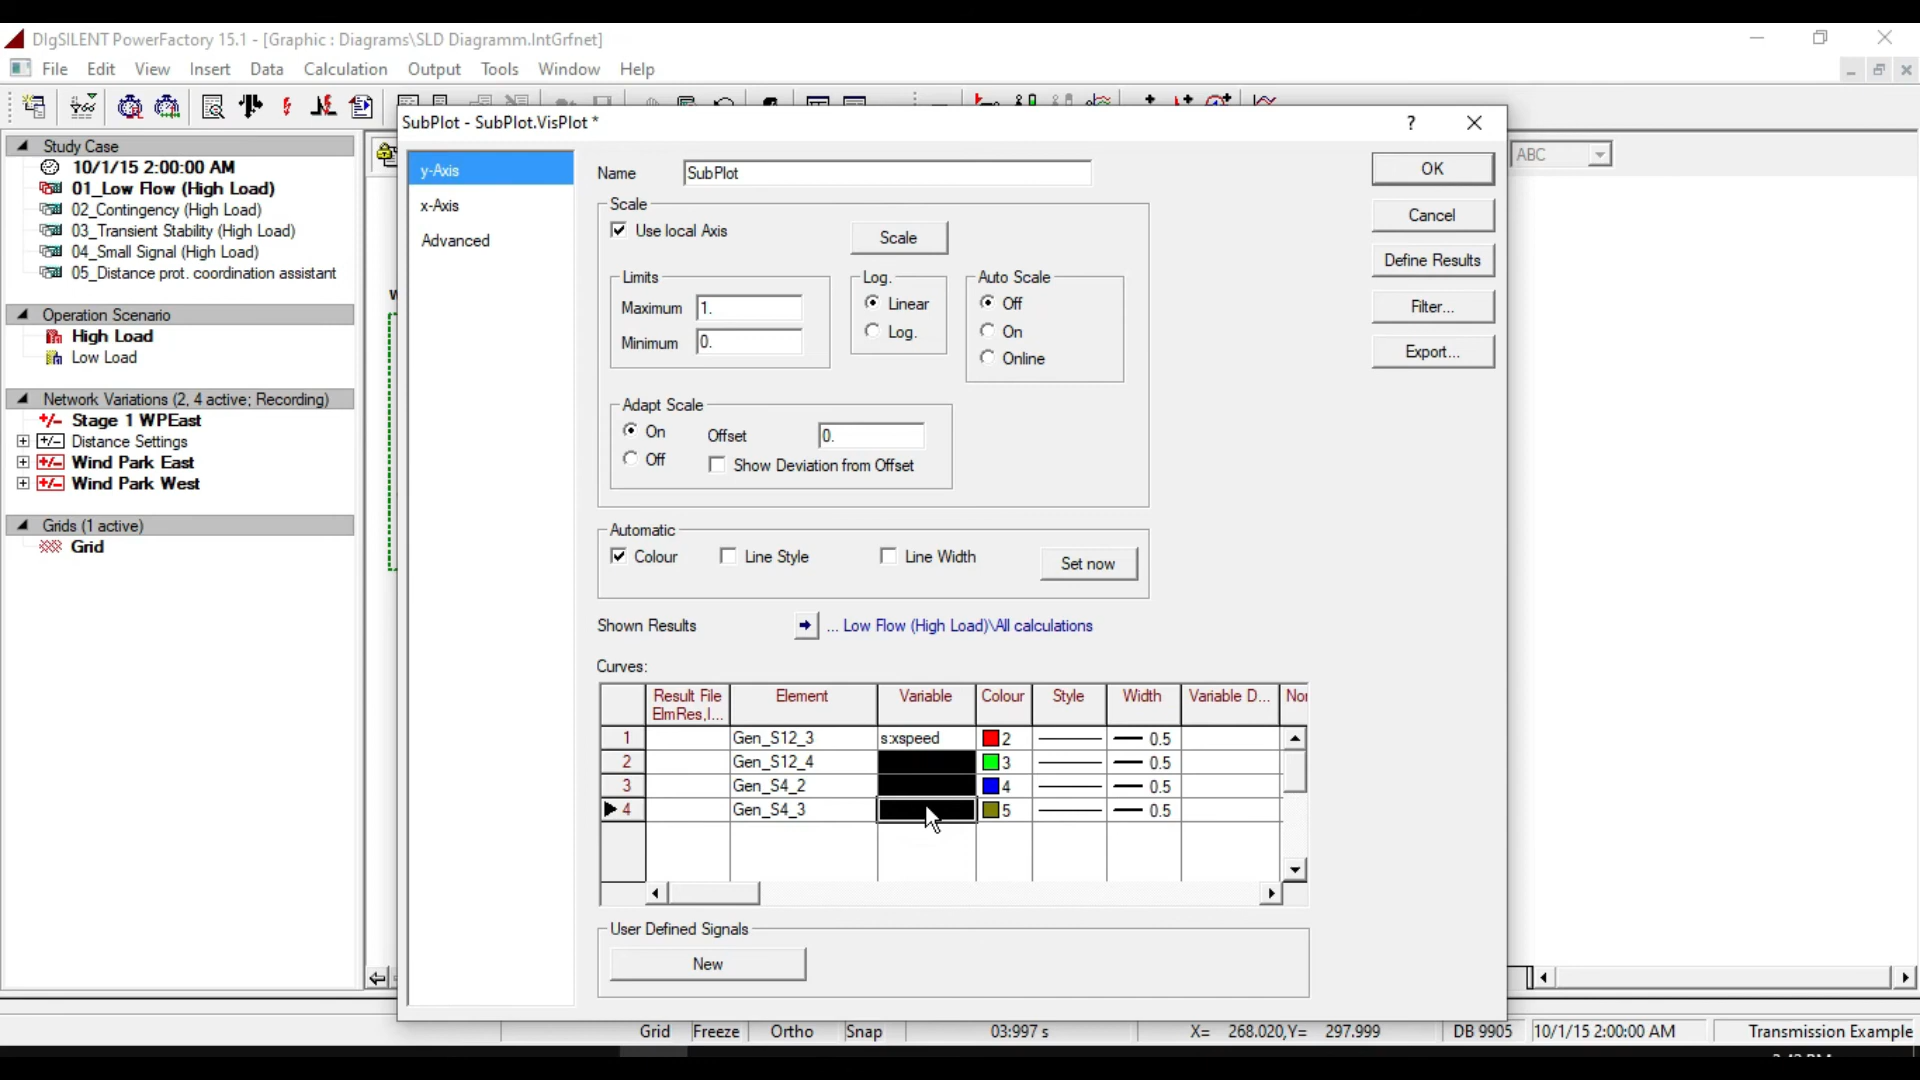 DIgSILENT PowerFactory 15.1 - [Graphic : Diagrams\SLD Diagramm.IntGrfnet]
File Edit View Insert Data Calculation Output Tools Window Help
SubPlot - SubPlot.VisPlot *
?
Study Case
10/1/15 2:00:00 AM
01_Low Flow (High Load)
02_Contingency (High Load)
03_Transient Stability (High Load)
04_Small Signal (High Load)
05_Distance prot. coordination assistant
Operation Scenario
High Load
Low Load
Network Variations (2, 4 active; Recording)
Stage 1 WPEast
Distance Settings
Wind Park East
Wind Park West
Grids (1 active)
Grid
ABC
y-Axis
x-Axis
Advanced
Name SubPlot
Scale
Use local Axis Scale
Limits Log. Auto Scale
Maximum 1. Linear Off
Minimum 0. Log. On
Online
Adapt Scale
On Offset 0.
Off Show Deviation from Offset
Automatic
Colour Line Style Line Width Set now
Shown Results ... Low Flow (High Load)\All calculations
Curves:
Result File Element Variable Colour Style Width Variable D... Nor
ElmRes,I...
1 Gen_S12_3 s:xspeed 2 0.5
2 Gen_S12_4 3 0.5
3 Gen_S4_2 4 0.5
4 Gen_S4_3 5 0.5
User Defined Signals
New
OK
Cancel
Define Results
Filter...
Export...
Grid Freeze Ortho Snap 03:997 s X= 268.020,Y= 297.999 DB 9905 10/1/15 2:00:00 AM Transmission Example